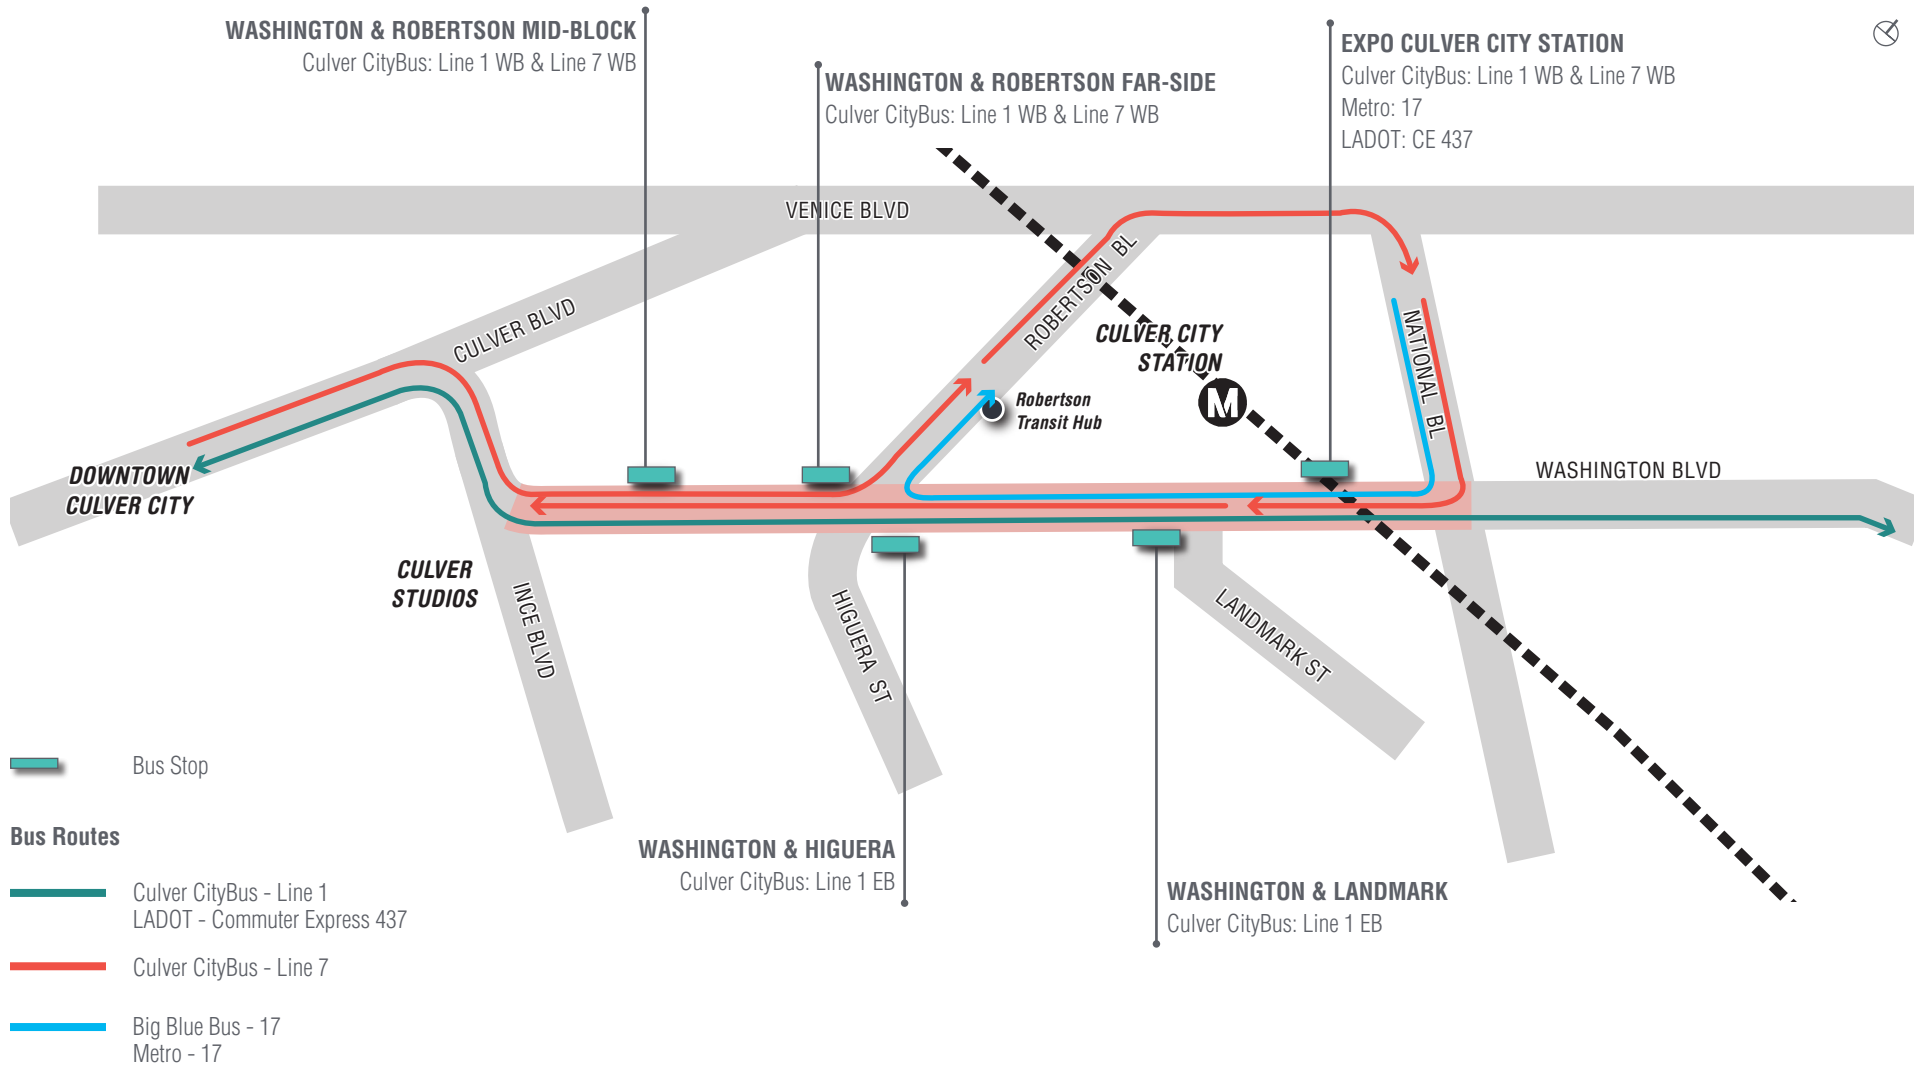 WASHINGTON & ROBERTSON MID-BLOCK
Culver CityBus: Line 1 WB & Line 7 WB
WASHINGTON & ROBERTSON FAR-SIDE
Culver CityBus: Line 1 WB & Line 7 WB
EXPO CULVER CITY STATION
Culver CityBus: Line 1 WB & Line 7 WB
Metro: 17
LADOT: CE 437
VENICE BLVD
CULVER BLVD
ROBERTSON BL
CULVER CITY
STATION
M
NATIONAL BL
Robertson
Transit Hub
WASHINGTON BLVD
DOWNTOWN
CULVER CITY
CULVER
STUDIOS
INCE BLVD
HIGUERA ST
LANDMARK ST
WASHINGTON & HIGUERA
Culver CityBus: Line 1 EB
WASHINGTON & LANDMARK
Culver CityBus: Line 1 EB
Bus Stop
Bus Routes
Culver CityBus - Line 1
LADOT - Commuter Express 437
Culver CityBus - Line 7
Big Blue Bus - 17
Metro - 17